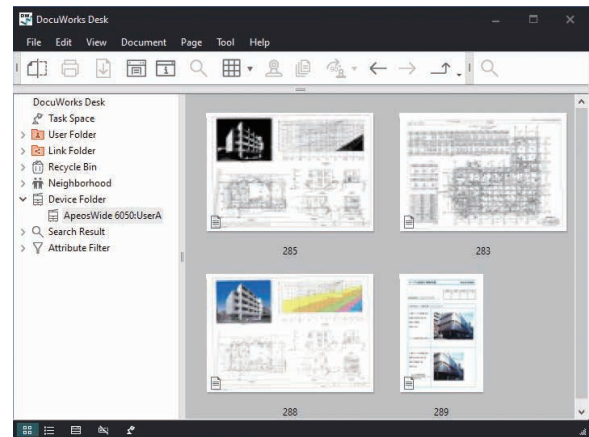 DocuWorks Desk
File Edit View Document Page Tool Help
DocuWorks Desk
Task Space
User Folder
Link Folder
Recycle Bin
Neighborhood
Device Folder
ApeosWide 6050:UserA
Search Result
Attribute Filter
285
283
288
289